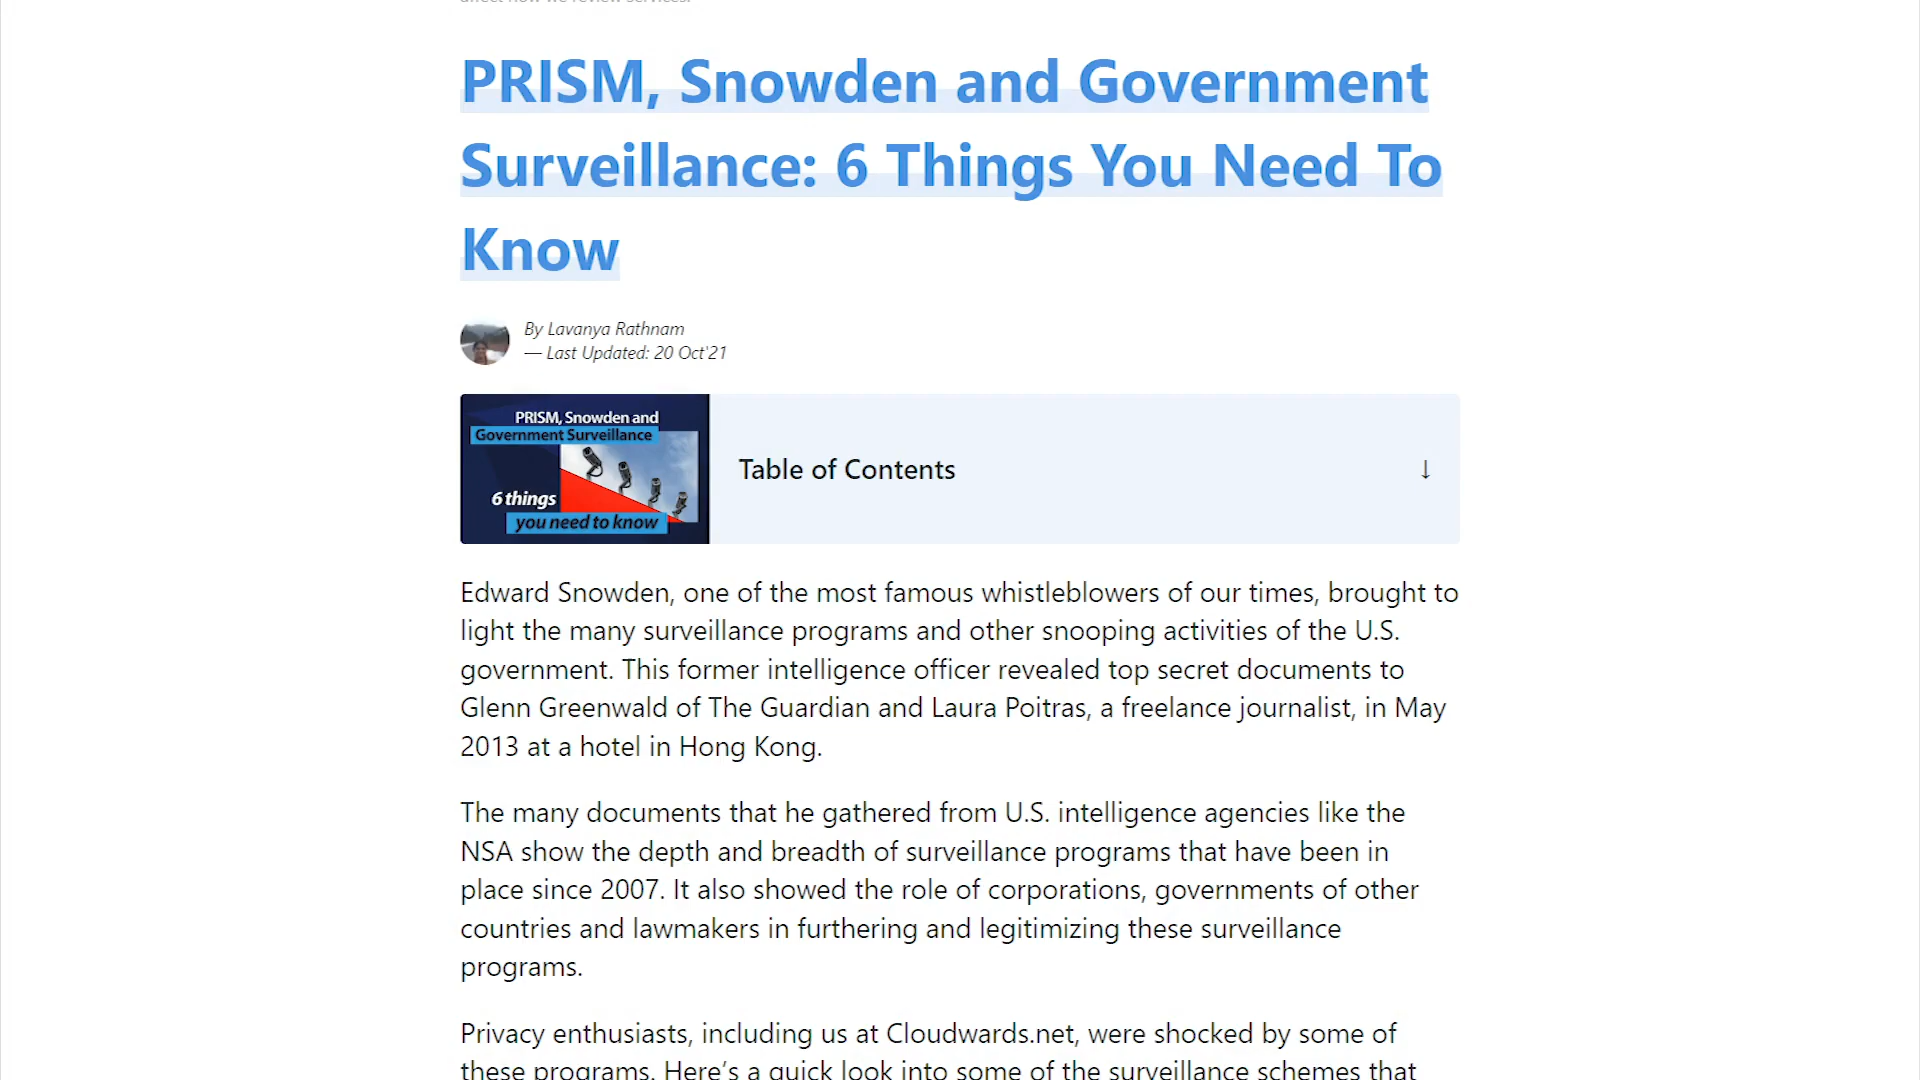 affect how we review services.
PRISM, Snowden and Government
Surveillance: 6 Things You Need To
Know
By Lavanya Rathnam
— Last Updated: 20 Oct'21
PRISM, Snowden and
Government Surveillance
6 things
you need to know
Table of Contents
↓
Edward Snowden, one of the most famous whistleblowers of our times, brought to
light the many surveillance programs and other snooping activities of the U.S.
government. This former intelligence officer revealed top secret documents to
Glenn Greenwald of The Guardian and Laura Poitras, a freelance journalist, in May
2013 at a hotel in Hong Kong.
The many documents that he gathered from U.S. intelligence agencies like the
NSA show the depth and breadth of surveillance programs that have been in
place since 2007. It also showed the role of corporations, governments of other
countries and lawmakers in furthering and legitimizing these surveillance
programs.
Privacy enthusiasts, including us at Cloudwards.net, were shocked by some of
these programs. Here’s a quick look into some of the surveillance schemes that